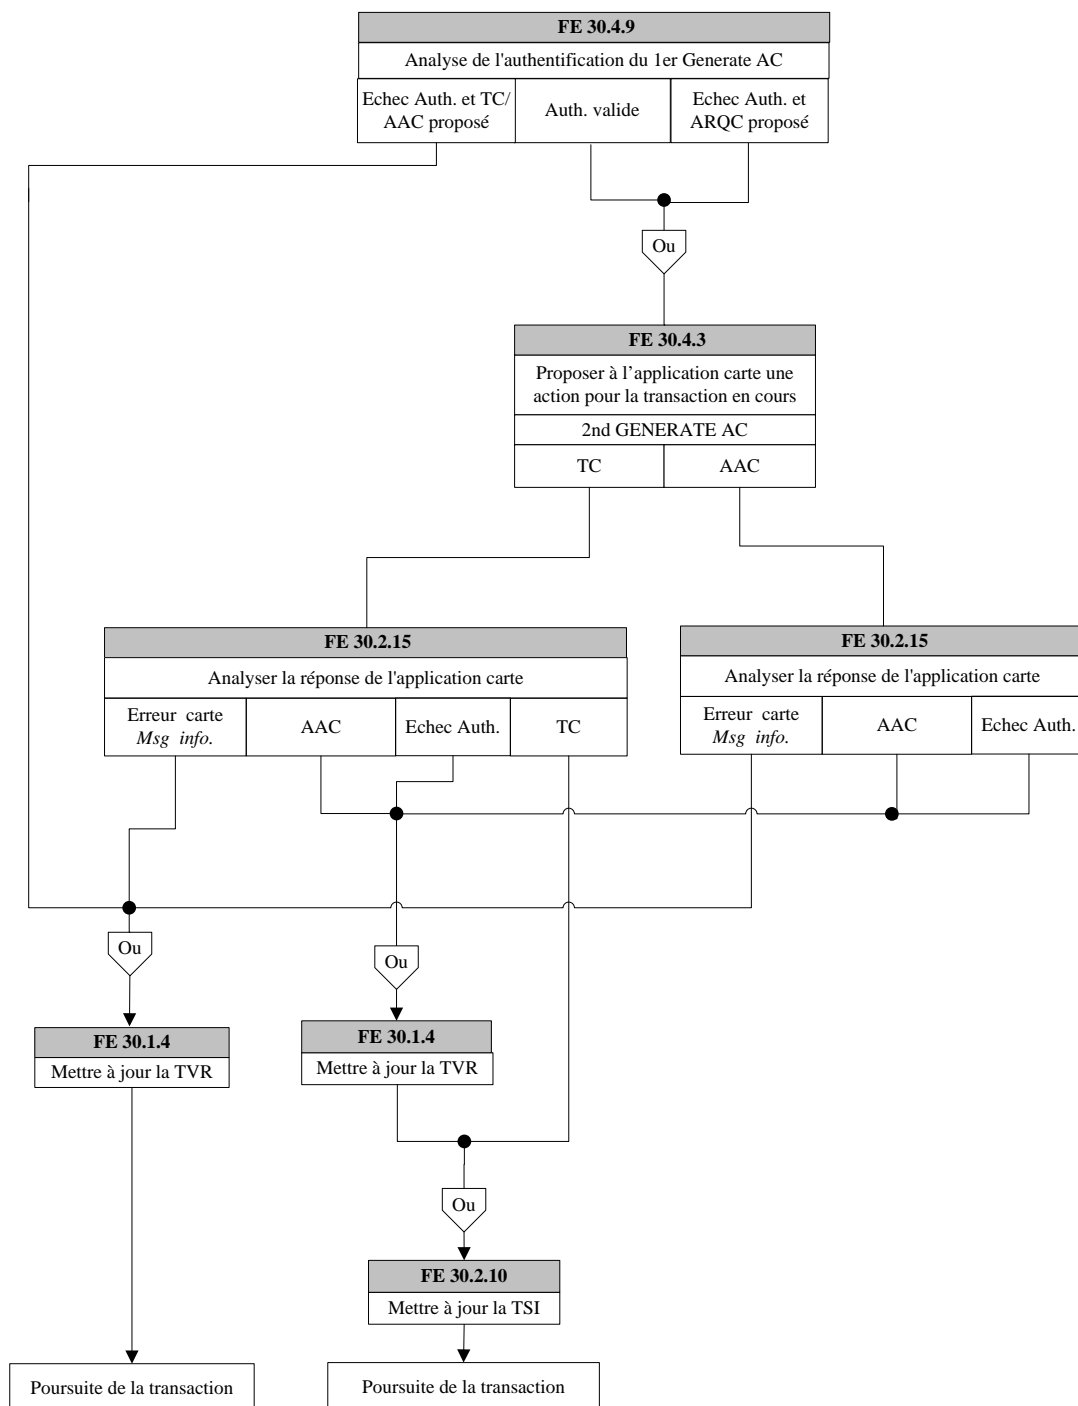 FE 30.4.9
Analyse de l'authentification du 1er Generate AC
Echec Auth. et TC/
AAC proposé
Auth. valide
Echec Auth. et
ARQC proposé
Ou
FE 30.4.3
Proposer à l’application carte une
action pour la transaction en cours
2nd GENERATE AC
TC
AAC
FE 30.2.15
Analyser la réponse de l'application carte
Erreur carte
Msg info.
AAC
Echec Auth.
TC
FE 30.2.15
Analyser la réponse de l'application carte
Erreur carte
Msg info.
AAC
Echec Auth.
Ou
Ou
FE 30.1.4
Mettre à jour la TVR
FE 30.1.4
Mettre à jour la TVR
Ou
FE 30.2.10
Mettre à jour la TSI
Poursuite de la transaction
Poursuite de la transaction